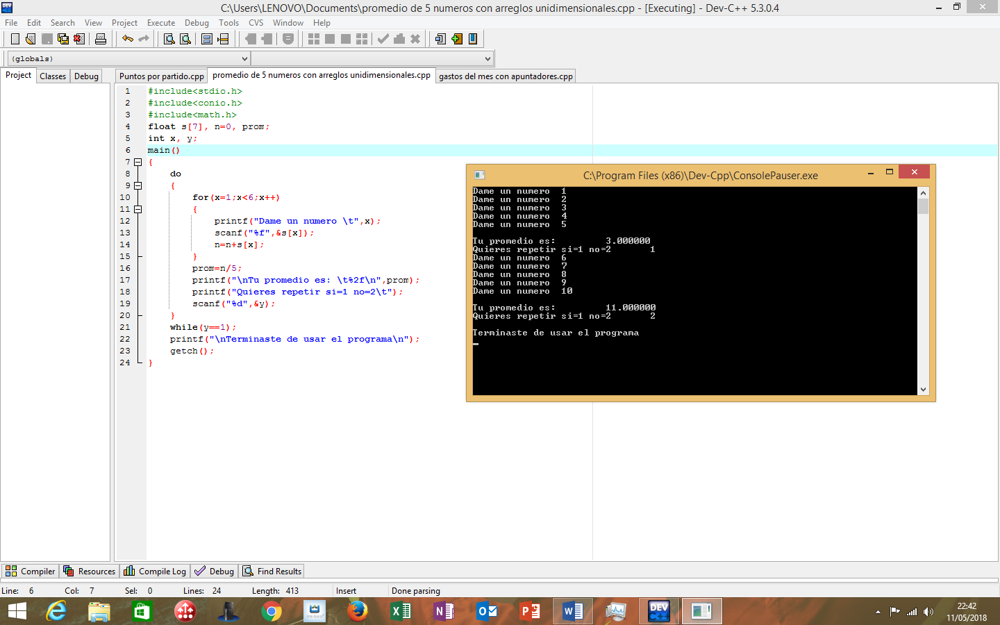 C:\Users\LENOVO\Documents\promedio de 5 numeros con arreglos unidimensionales.cpp - [Executing] - Dev-C++ 5.3.0.4
File Edit Search View Project Execute Debug Tools CVS Window Help
(globals)
Project Classes Debug
Puntos por partido.cpp promedio de 5 numeros con arreglos unidimensionales.cpp gastos del mes con apuntadores.cpp
1 #include<stdio.h>
2 #include<conio.h>
3 #include<math.h>
4 float s[7], n=0, prom;
5 int x, y;
6 main()
7 {
8 do
9 {
10 for(x=1;x<6;x++)
11 {
12 printf("Dame un numero \t",x);
13 scanf("%f",&s[x]);
14 n=n+s[x];
15 }
16 prom=n/5;
17 printf("\nTu promedio es: \t%2f\n",prom);
18 printf("Quieres repetir si=1 no=2\t");
19 scanf("%d",&y);
20 }
21 while(y==1);
22 printf("\nTerminaste de usar el programa\n");
23 getch();
24 }
C:\Program Files (x86)\Dev-Cpp\ConsolePauser.exe
Dame un numero 1
Dame un numero 2
Dame un numero 3
Dame un numero 4
Dame un numero 5
Tu promedio es: 3.000000
Quieres repetir si=1 no=2 1
Dame un numero 6
Dame un numero 7
Dame un numero 8
Dame un numero 9
Dame un numero 10
Tu promedio es: 11.000000
Quieres repetir si=1 no=2 2
Terminaste de usar el programa
Compiler Resources Compile Log Debug Find Results
Line: 6 Col: 7 Sel: 0 Lines: 24 Length: 413 Insert Done parsing
DEV C++
22:42
11/05/2018